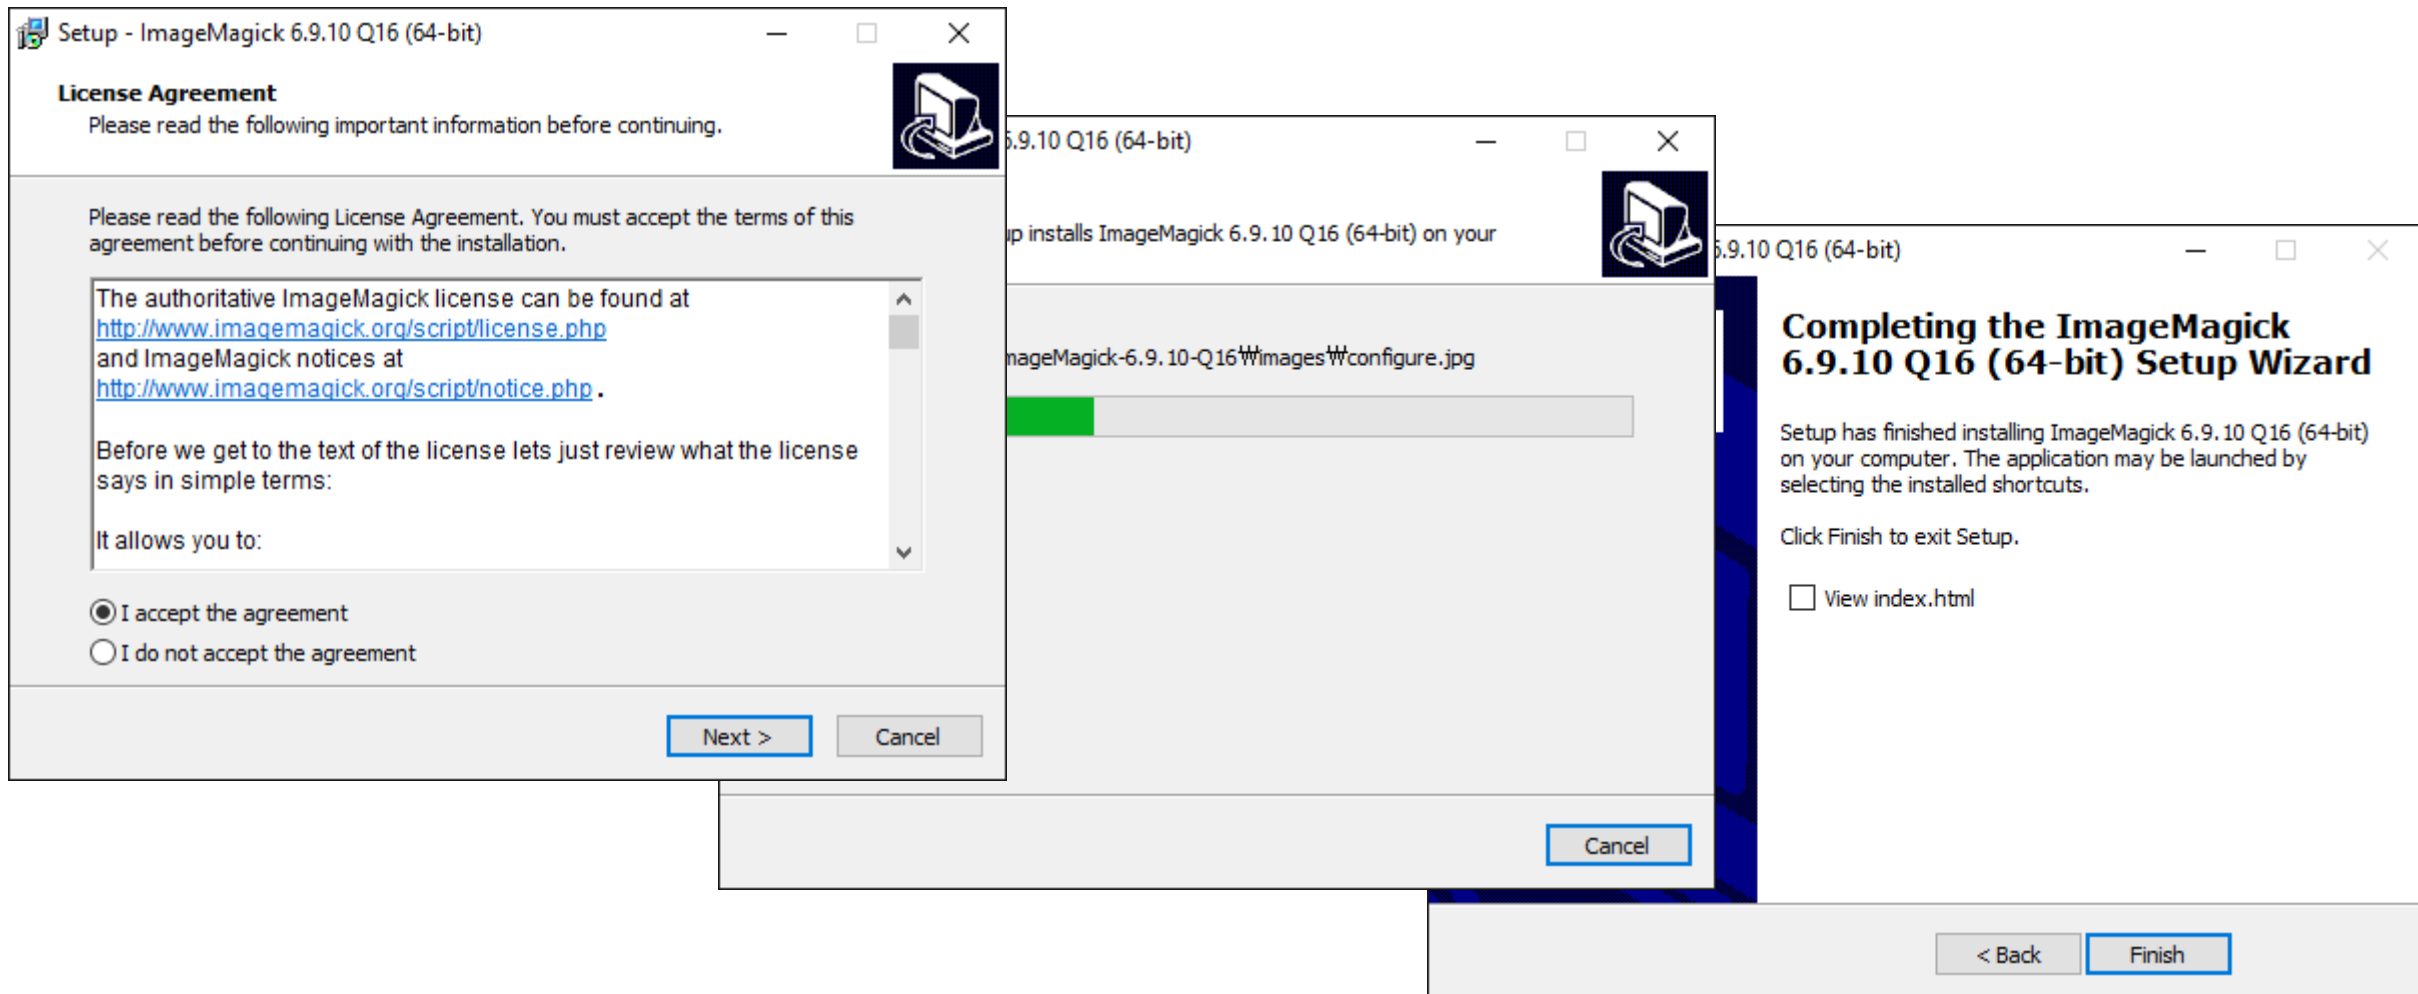 Setup - ImageMagick 6.9.10 Q16 (64-bit)
License Agreement
Please read the following important information before continuing.
Please read the following License Agreement. You must accept the terms of this
agreement before continuing with the installation.
The authoritative ImageMagick license can be found at
http://www.imagemagick.org/script/license.php
and ImageMagick notices at
http://www.imagemagick.org/script/notice.php .
Before we get to the text of the license lets just review what the license
says in simple terms:
It allows you to:
I accept the agreement
I do not accept the agreement
Next >
Cancel
6.9.10 Q16 (64-bit)
installs ImageMagick 6.9.10 Q16 (64-bit) on your
mageMagick-6.9.10-Q16₩images₩configure.jpg
Cancel
6.9.10 Q16 (64-bit)
Completing the ImageMagick
6.9.10 Q16 (64-bit) Setup Wizard
Setup has finished installing ImageMagick 6.9.10 Q16 (64-bit)
on your computer. The application may be launched by
selecting the installed shortcuts.
Click Finish to exit Setup.
View index.html
< Back
Finish